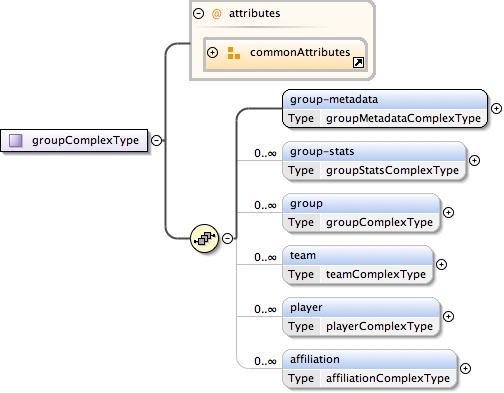 @ attributes
commonAttributes
groupComplexType
group-metadata
Type groupMetadataComplexType
0..∞ group-stats
Type groupStatsComplexType
0..∞ group
Type groupComplexType
0..∞ team
Type teamComplexType
0..∞ player
Type playerComplexType
0..∞ affiliation
Type affiliationComplexType